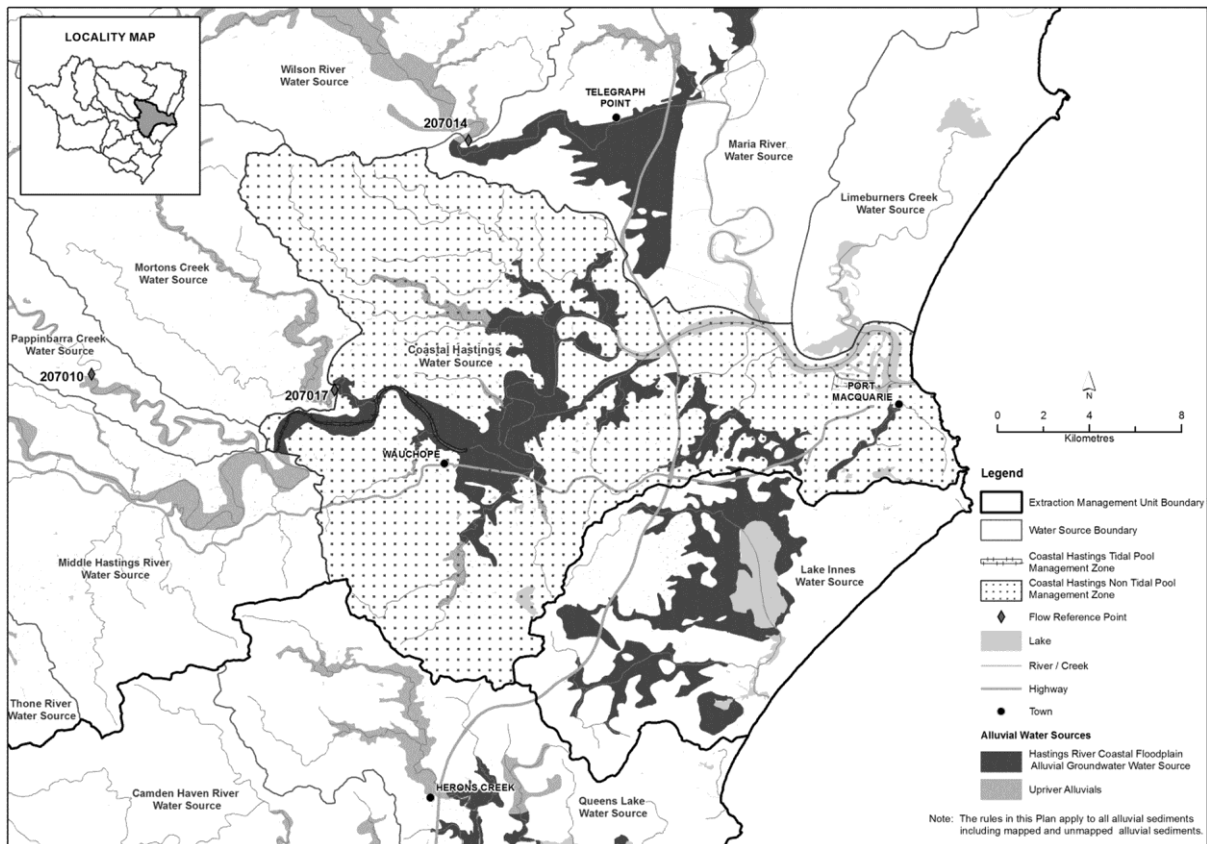 LOCALITY MAP
Wilson River
Water Source
TELEGRAPH
POINT
207014
Maria River
Water Source
Limeburners Creek
Water Source
Mortons Creek
Water Source
Pappinbarra Creek
Water Source
207010
Coastal Hastings
Water Source
207017
PORT
MACQUARIE
WAUCHOPE
Middle Hastings River
Water Source
Lake Innes
Water Source
Thone River
Water Source
Camden Haven River
Water Source
HERONS CREEK
Queens Lake
Water Source
N
0 2 4 8
Kilometres
Legend
Extraction Management Unit Boundary
Water Source Boundary
Coastal Hastings Tidal Pool
Management Zone
Coastal Hastings Non Tidal Pool
Management Zone
Flow Reference Point
Lake
River / Creek
Highway
Town
Alluvial Water Sources
Hastings River Coastal Floodplain
Alluvial Groundwater Water Source
Upriver Alluvials
Note: The rules in this Plan apply to all alluvial sediments
including mapped and unmapped alluvial sediments.